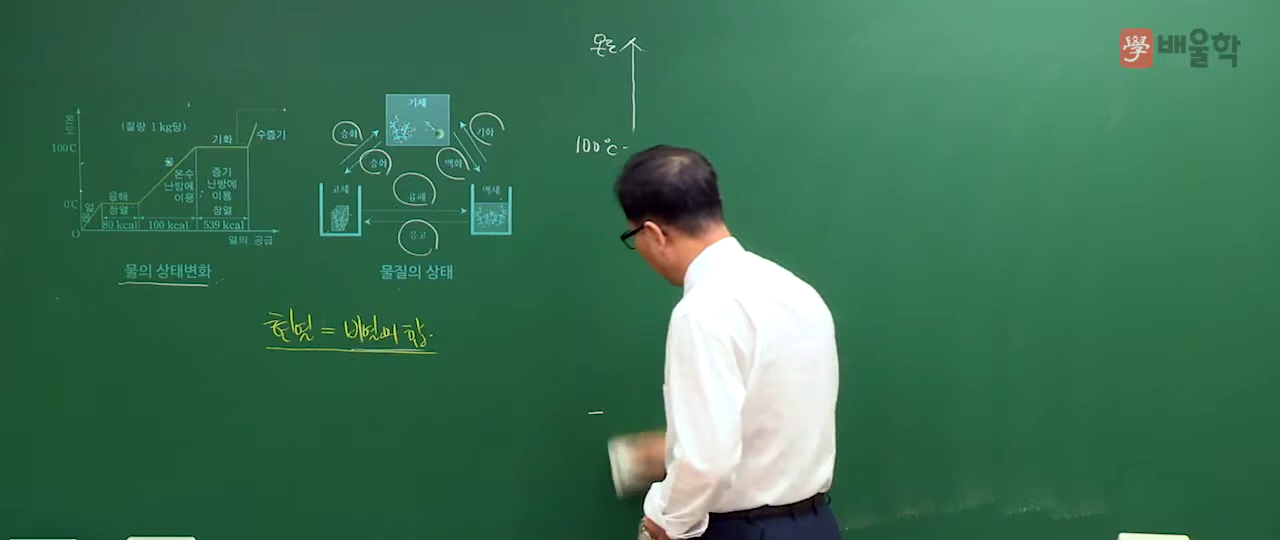 온도
學 배울학
100℃
기체
(질량 1kg당)
온도
기화
수증기
승화
기화
100℃
물
온수
난방에
이용
증기
난방에
이용
승화
액화
고체
융해
액체
0℃
얼음
융해
잠열
잠열
80 kcal
100 kcal
539 kcal
O
열의 공급
응고
물의 상태변화
물질의 상태
현열 = 비열의 합.